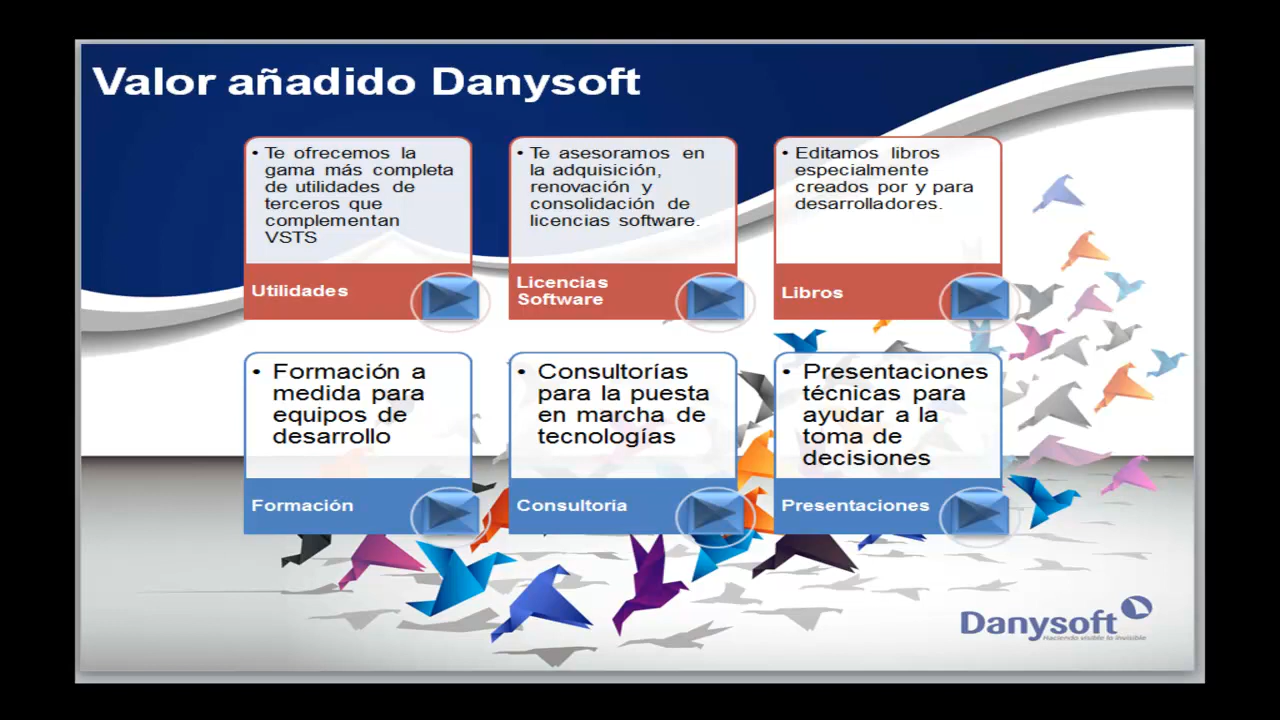 Valor añadido Danysoft
• Te ofrecemos la
gama más completa
de utilidades de
terceros que
complementan
VSTS
Utilidades
• Te asesoramos en
la adquisición,
renovación y
consolidación de
licencias software.
Licencias
Software
• Editamos libros
especialmente
creados por y para
desarrolladores.
Libros
• Formación a
medida para
equipos de
desarrollo
Formación
• Consultorías
para la puesta
en marcha de
tecnologías
Consultoría
• Presentaciones
técnicas para
ayudar a la
toma de
decisiones
Presentaciones
Danysoft
Haciendo visible lo invisible